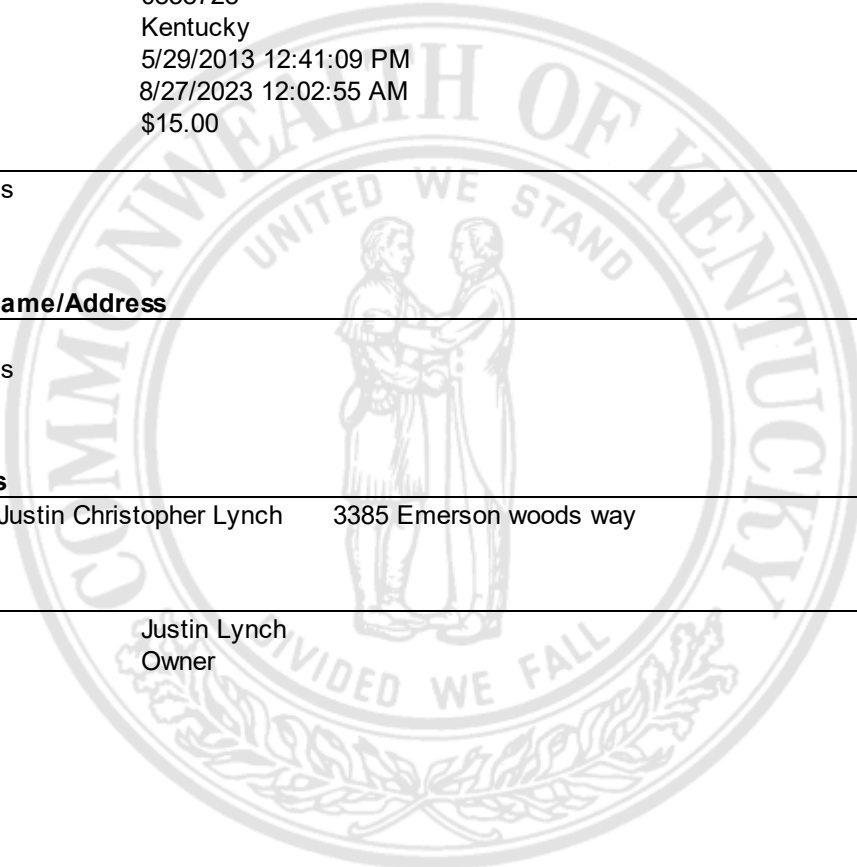 Kentucky
5/29/2013 12:41:09 PM
8/27/2023 12:02:55 AM
$15.00
s
ame/Address
s
s
Justin Christopher Lynch 3385 Emerson woods way
Justin Lynch
Owner
COMMONWEALTH OF KENTUCKY
UNITED WE STAND
DIVIDED WE FALL